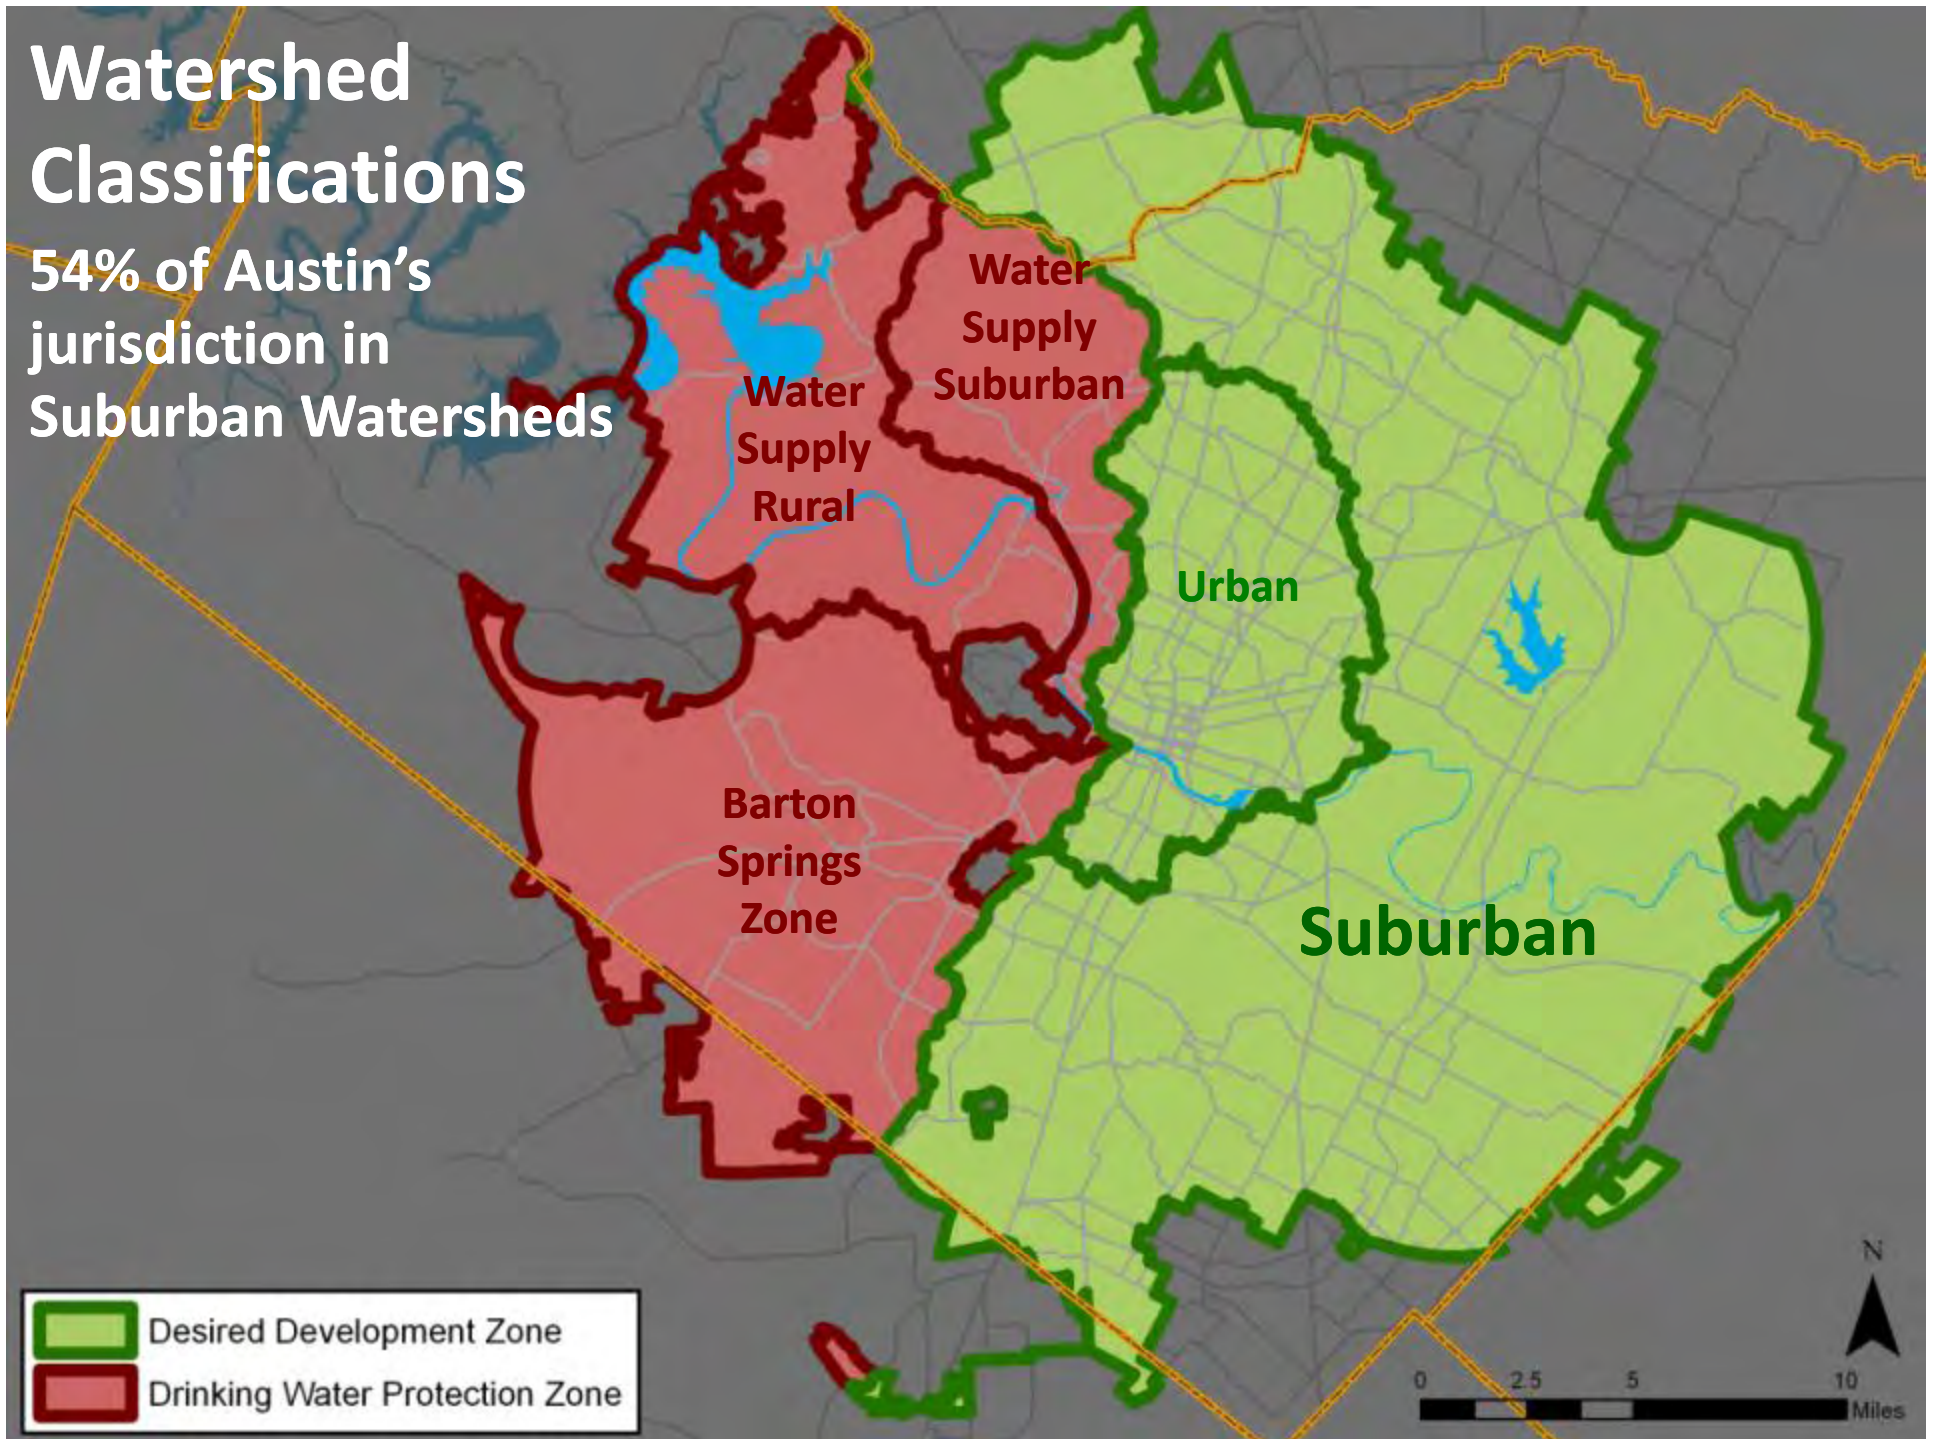 Watershed
Classifications
54% of Austin’s
jurisdiction in
Suburban Watersheds
Water
Supply
Suburban
Water
Supply
Rural
Urban
Barton
Springs
Zone
Suburban
Desired Development Zone
Drinking Water Protection Zone
N
0 2.5 5 10
Miles